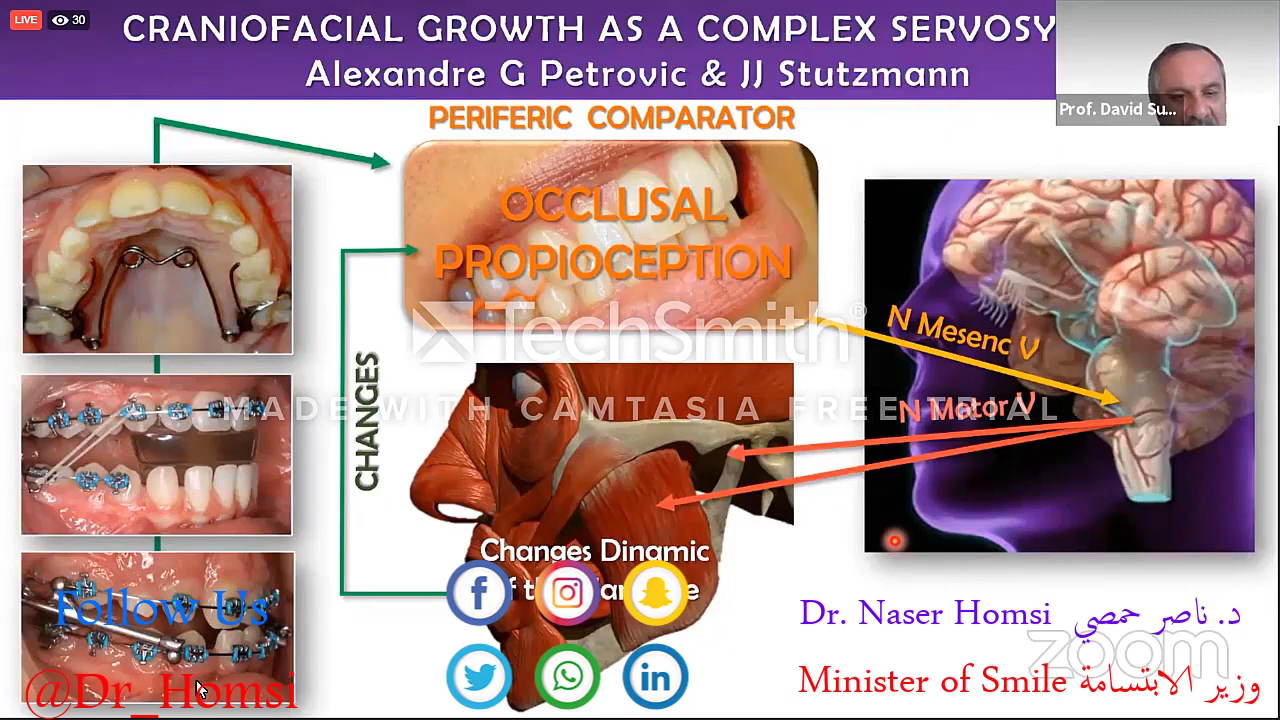 LIVE 30
CRANIOFACIAL GROWTH AS A COMPLEX SERVOSY
Alexandre G Petrovic & JJ Stutzmann
Prof. David Su...
PERIFERIC COMPARATOR
OCCLUSAL
PROPIOCEPTION
TechSmith®
MADE WITH CAMTASIA FREE TRIAL
N Mesenc V
N Motor V
CHANGES
Changes Dinamic
Follow Us
@Dr_Homsi
Dr. Naser Homsi د. ناصر حمصي
zoom
Minister of Smile وزير الابتسامة